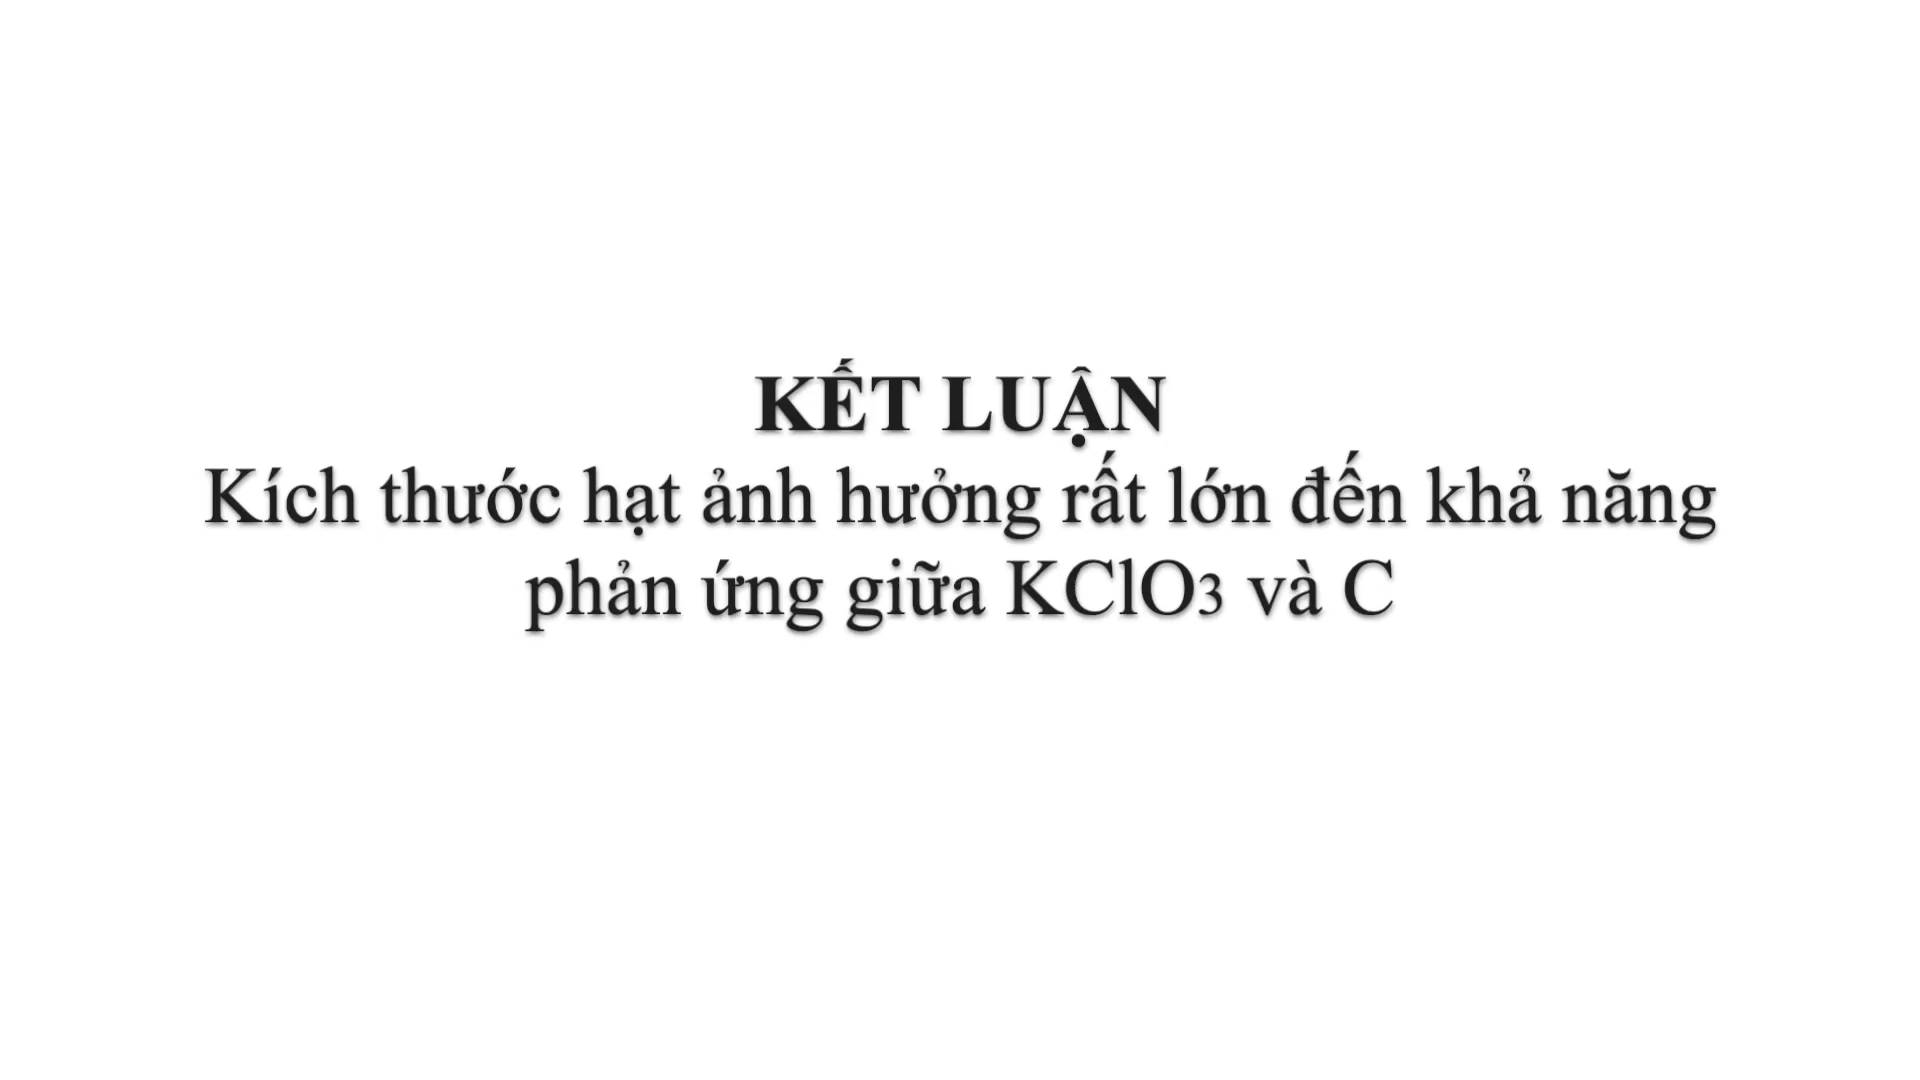 KẾT LUẬN
Kích thước hạt ảnh hưởng rất lớn đến khả năng
phản ứng giữa KClO3 và C